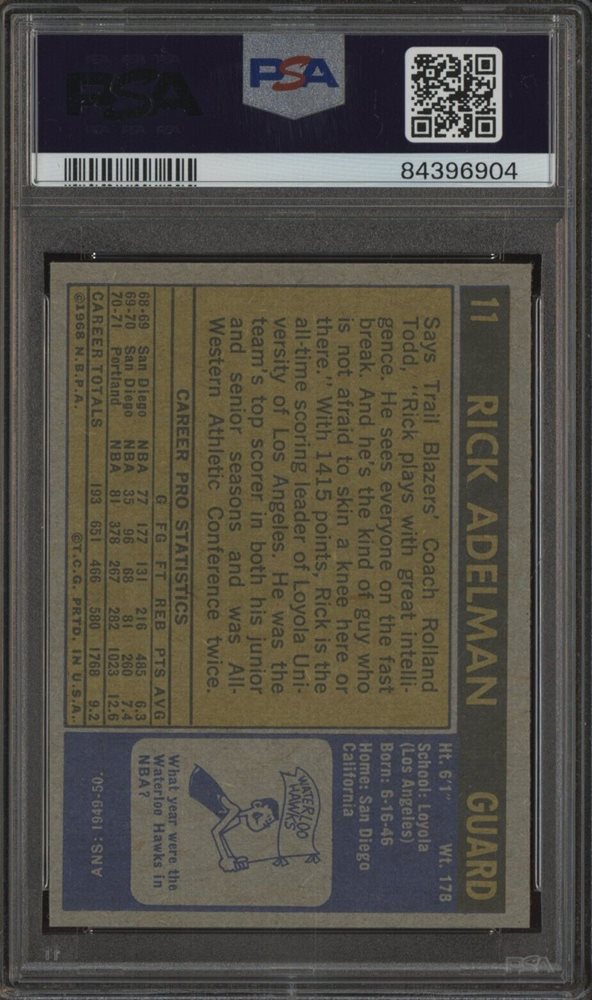 PSA
PSA
84396904
11 RICK ADELMAN GUARD
Says Trail Blazers' Coach Rolland
Todd, "Rick plays with great intelli-
gence. He sees everyone on the fast
break. And he's the kind of guy who
is not afraid to skin a knee here or
there." With 1415 points, Rick is the
all-time scoring leader of Loyola Uni-
versity of Los Angeles. He was the
team's top scorer in both his junior
and senior seasons and was All-
Western Athletic Conference twice.
CAREER PRO STATISTICS
G FG FT REB PTS AVG
68-69 San Diego NBA 77 177 131 216 485 6.3
69-70 San Diego NBA 35 96 68 81 260 7.4
70-71 Portland NBA 81 378 267 282 1023 12.6
CAREER TOTALS 193 651 466 580 1768 9.2
©1968 N.B.P.A. ©T.C.G. PRTD. IN U.S.A.
Ht. 6'1" Wt. 178
School: Loyola
(Los Angeles)
Born: 6-16-46
Home: San Diego
California
WATERLOO
HAWKS
What year were the
Waterloo Hawks in
NBA?
ANS: 1949-50.
PSA